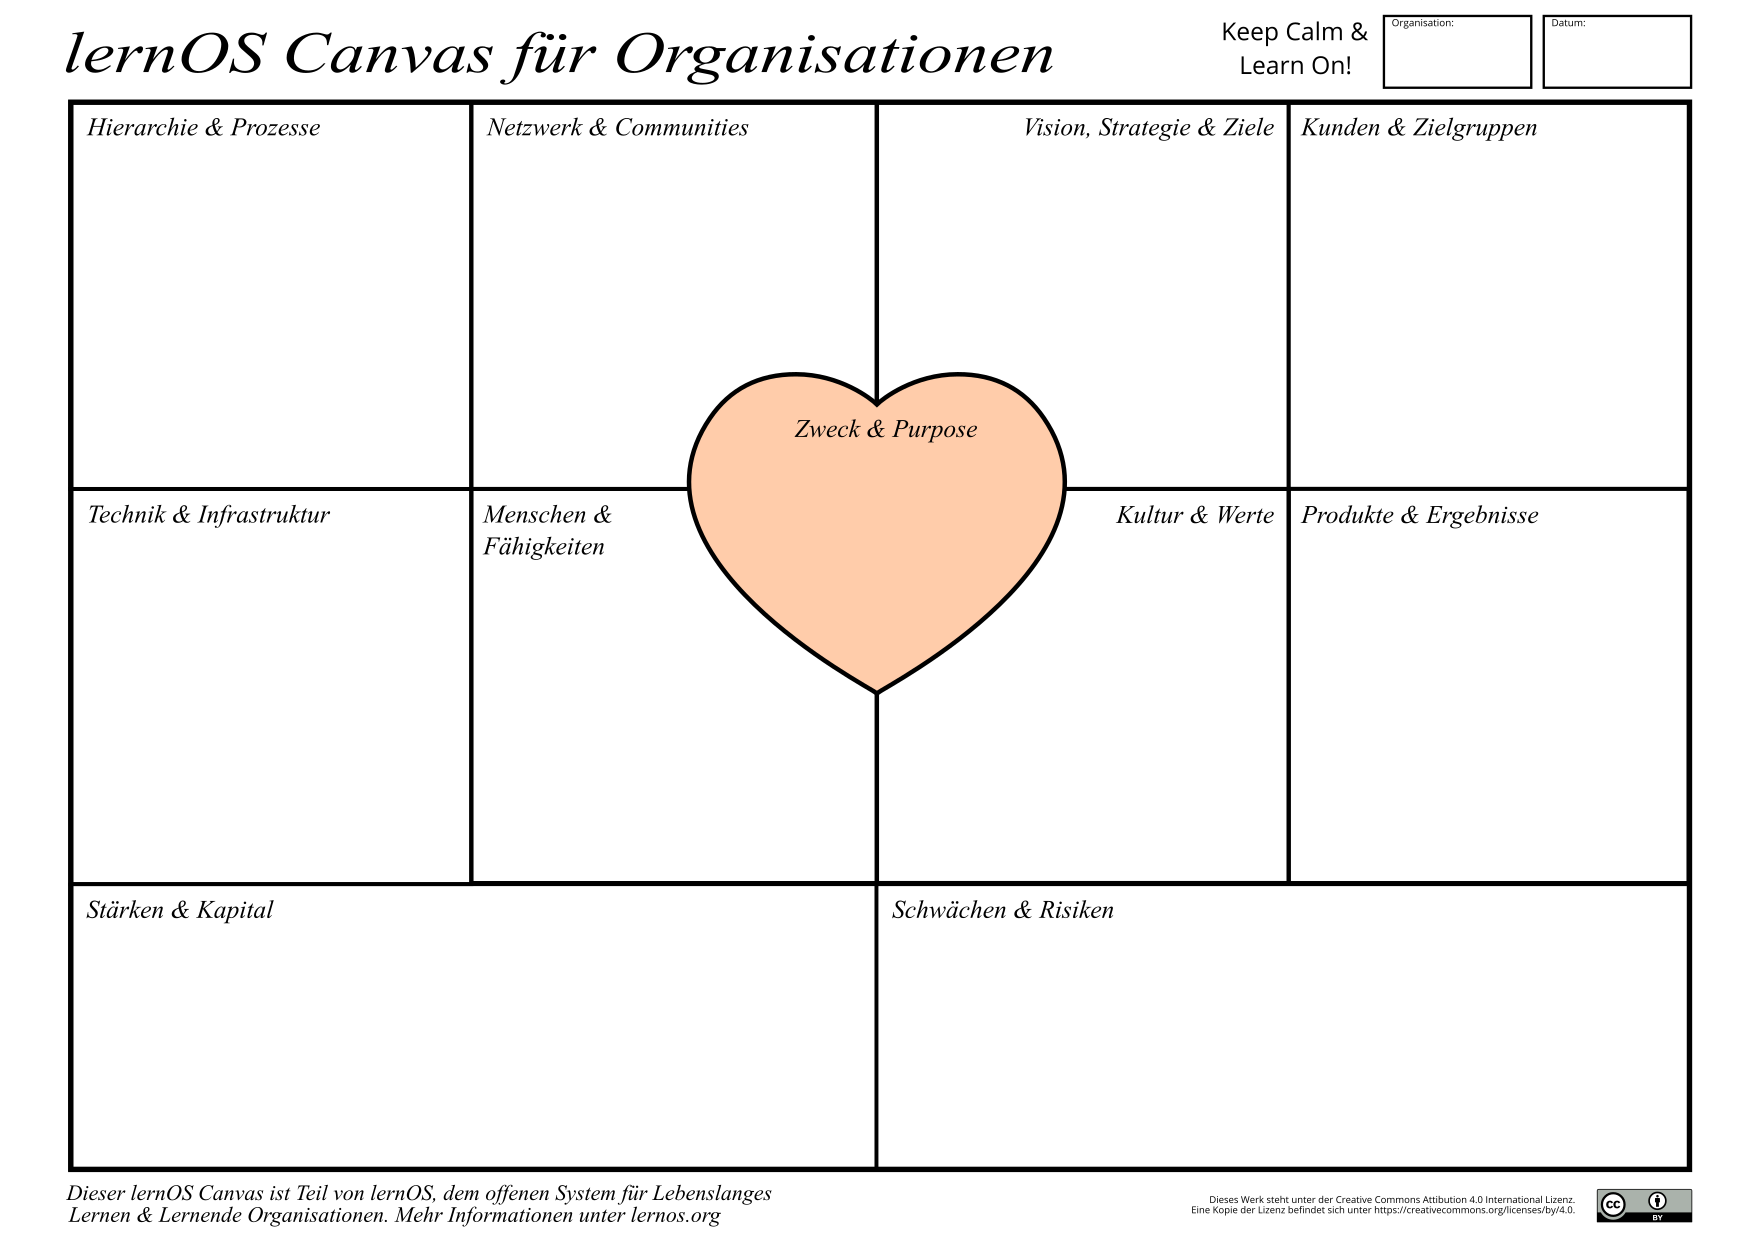 lernOS Canvas für Organisationen
Keep Calm &
Learn On!
Organisation:
Datum:
Hierarchie & Prozesse
Netzwerk & Communities
Vision, Strategie & Ziele
Kunden & Zielgruppen
Zweck & Purpose
Technik & Infrastruktur
Menschen &
Fähigkeiten
Kultur & Werte
Produkte & Ergebnisse
Stärken & Kapital
Schwächen & Risiken
Dieser lernOS Canvas ist Teil von lernOS, dem offenen System für Lebenslanges
Lernen & Lernende Organisationen. Mehr Informationen unter lernos.org
Dieses Werk steht unter der Creative Commons Attibution 4.0 International Lizenz.
Eine Kopie der Lizenz befindet sich unter https://creativecommons.org/licenses/by/4.0.
cc
BY